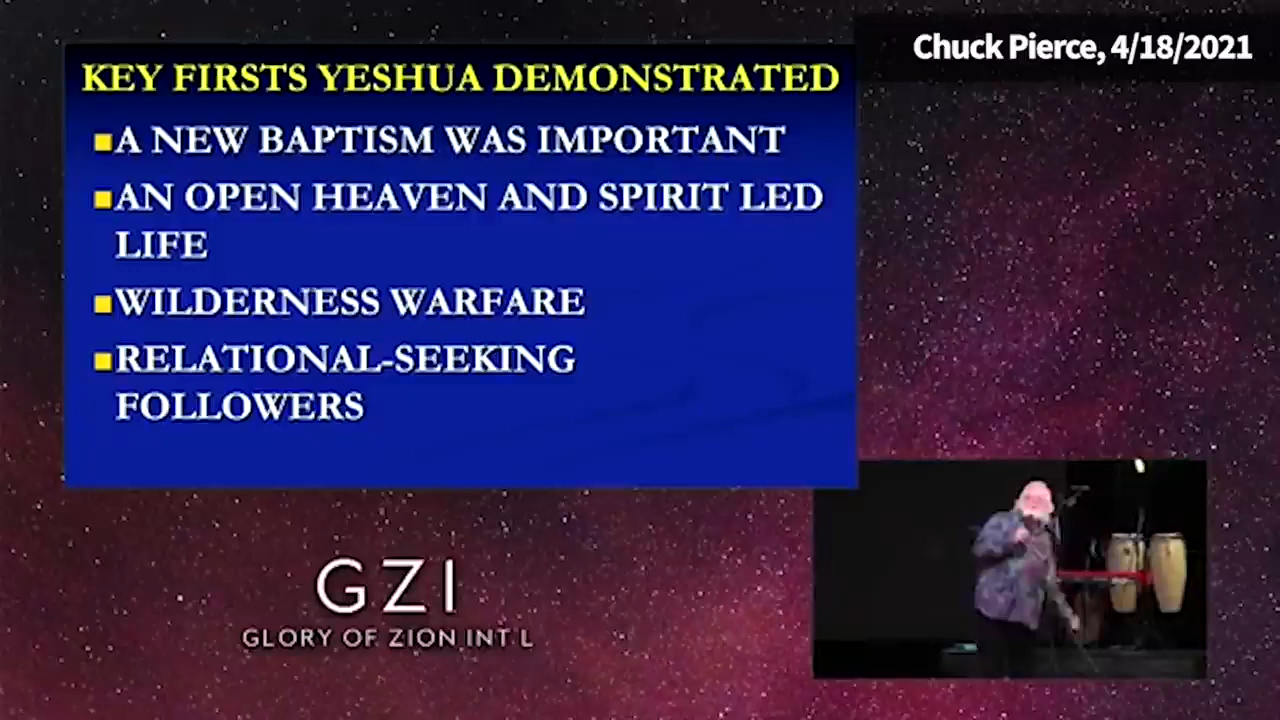 Chuck Pierce, 4/18/2021
KEY FIRSTS YESHUA DEMONSTRATED
■A NEW BAPTISM WAS IMPORTANT
■AN OPEN HEAVEN AND SPIRIT LED
LIFE
■WILDERNESS WARFARE
■RELATIONAL-SEEKING
FOLLOWERS
GZI
GLORY OF ZION INT'L